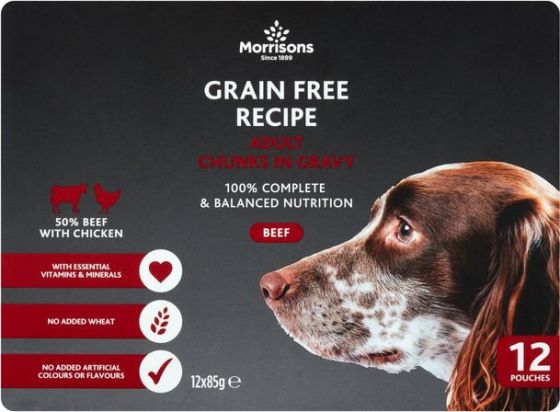 Morrisons
Since 1899
GRAIN FREE
RECIPE
ADULT
CHUNKS IN GRAVY
100% COMPLETE
& BALANCED NUTRITION
BEEF
50% BEEF
WITH CHICKEN
WITH ESSENTIAL
VITAMINS & MINERALS
NO ADDED WHEAT
NO ADDED ARTIFICIAL
COLOURS OR FLAVOURS
12x85g ℮
12
POUCHES